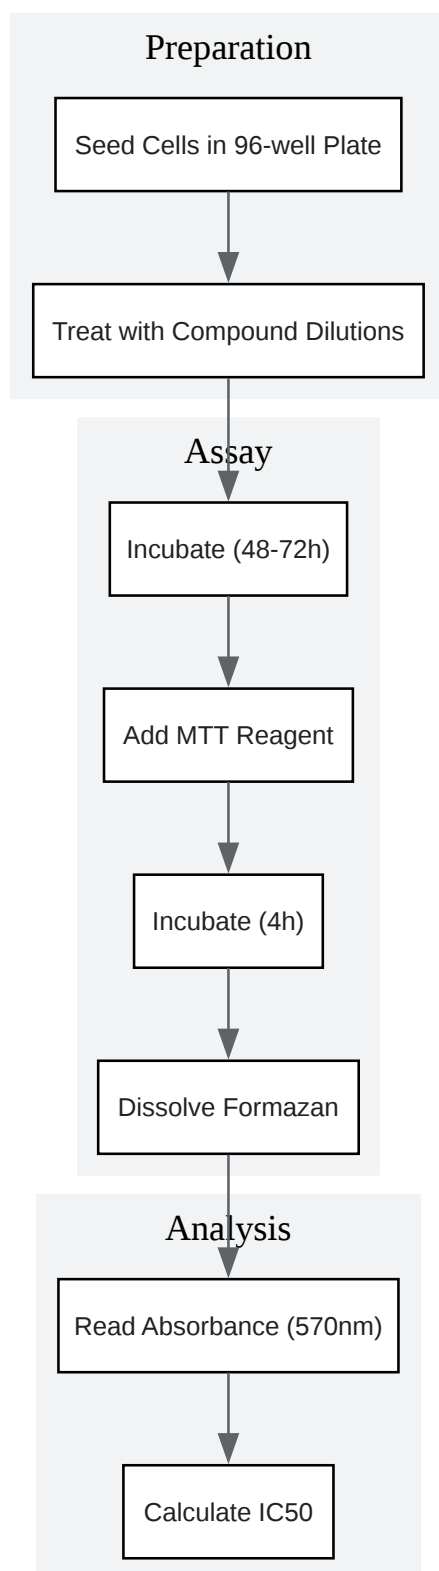 Preparation
Seed Cells in 96-well Plate
Treat with Compound Dilutions
Assay
Incubate (48-72h)
Add MTT Reagent
Incubate (4h)
Dissolve Formazan
Analysis
Read Absorbance (570nm)
Calculate IC50